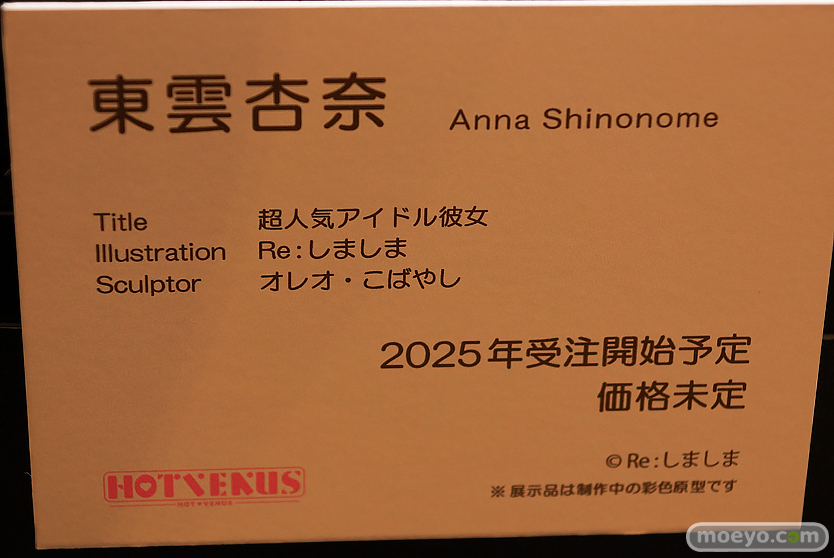 東雲杏奈 Anna Shinonome
Title 超人気アイドル彼女
Illustration Re:しましま
Sculptor オレオ・こばやし
2025年受注開始予定
価格未定
©Re:しましま
※展示品は制作中の彩色原型です
HOTVENUS
HOT♥VENUS
moeyo.com